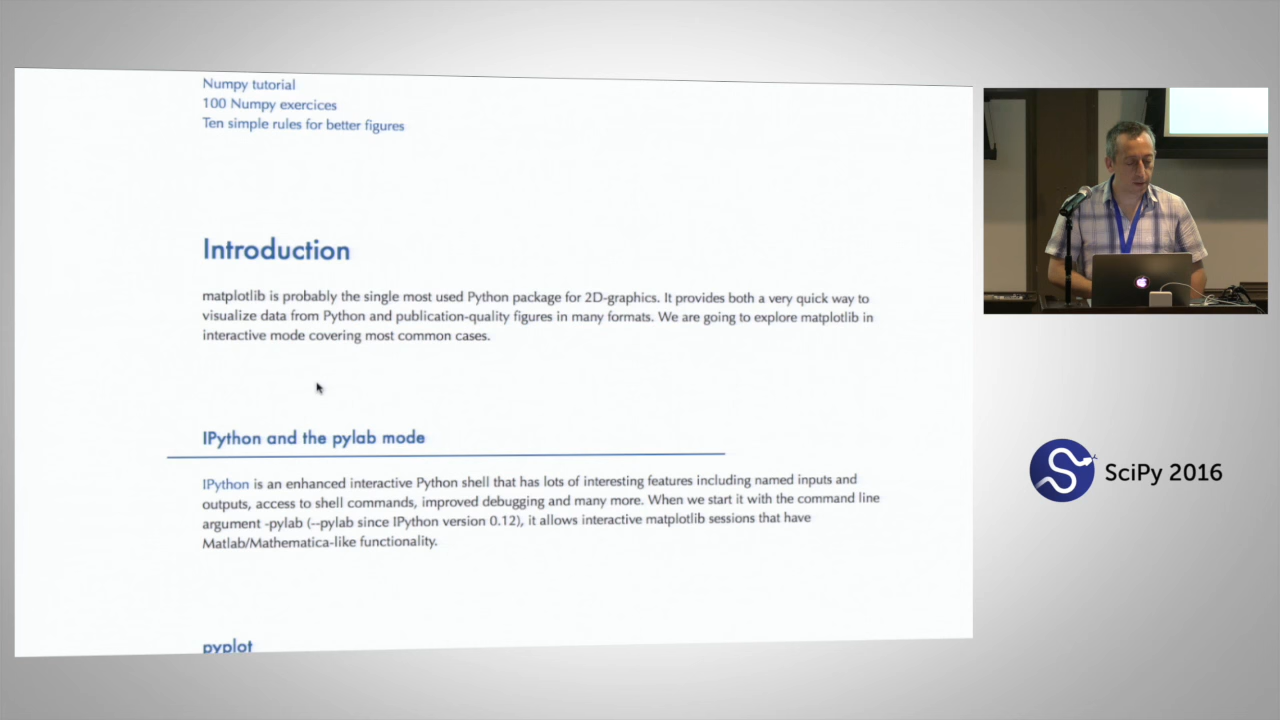 Numpy tutorial
100 Numpy exercices
Ten simple rules for better figures
Introduction
matplotlib is probably the single most used Python package for 2D-graphics. It provides both a very quick way to
visualize data from Python and publication-quality figures in many formats. We are going to explore matplotlib in
interactive mode covering most common cases.
IPython and the pylab mode
IPython is an enhanced interactive Python shell that has lots of interesting features including named inputs and
outputs, access to shell commands, improved debugging and many more. When we start it with the command line
argument -pylab (--pylab since IPython version 0.12), it allows interactive matplotlib sessions that have
Matlab/Mathematica-like functionality.
pyplot
SciPy 2016